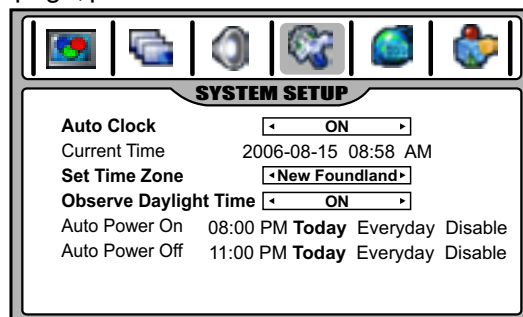 SYSTEM SETUP
Auto Clock ON
Current Time 2006-08-15 08:58 AM
Set Time Zone New Foundland
Observe Daylight Time ON
Auto Power On 08:00 PM Today Everyday Disable
Auto Power Off 11:00 PM Today Everyday Disable